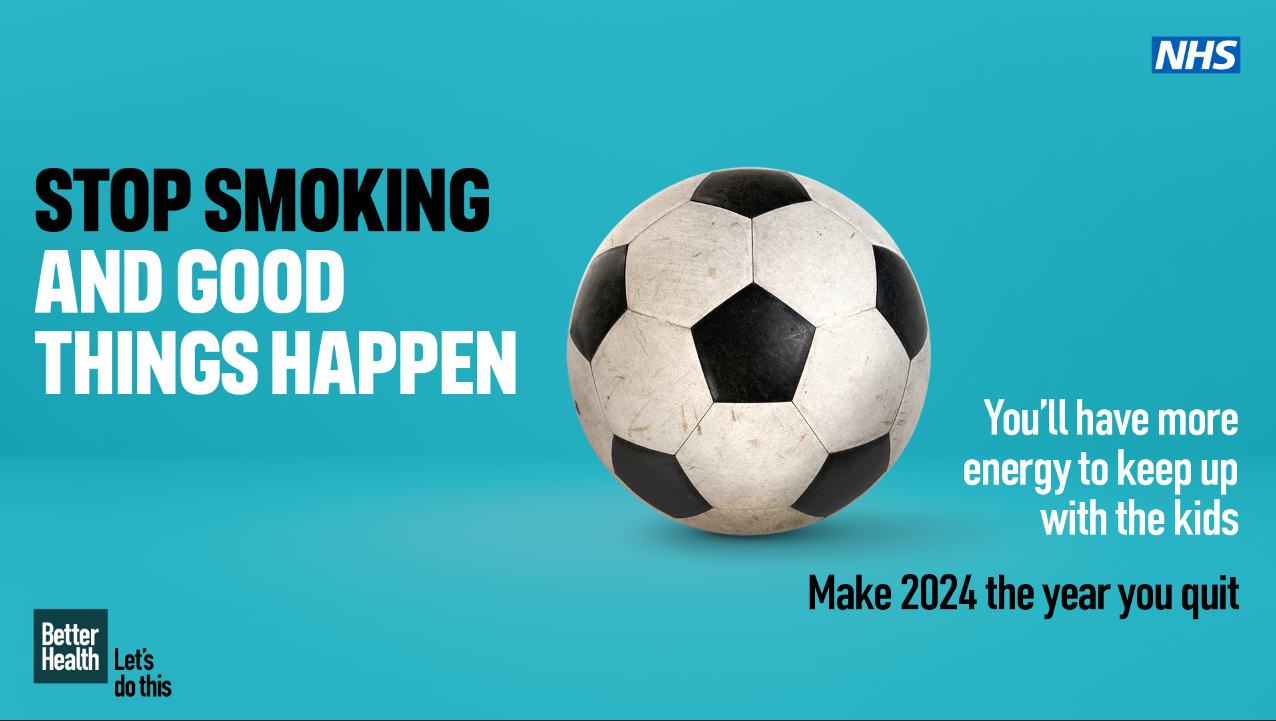 NHS
STOP SMOKING
AND GOOD
THINGS HAPPEN
You'll have more
energy to keep up
with the kids
Make 2024 the year you quit
Better
Health
Let's
do this